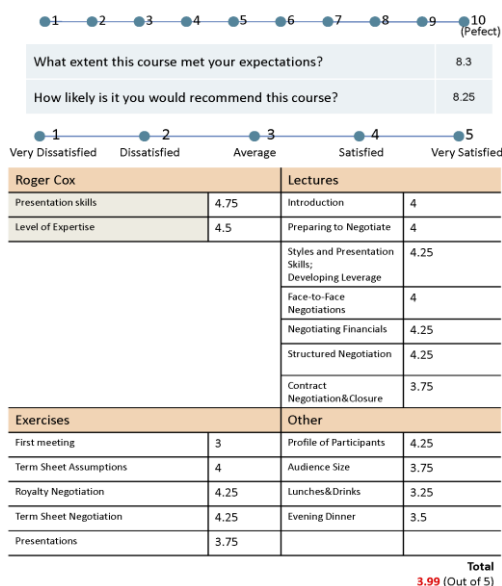 1 2 3 4 5 6 7 8 9 10
(Pefect)
What extent this course met your expectations? 8.3
How likely is it you would recommend this course? 8.25
1 2 3 4 5
Very Dissatisfied Dissatisfied Average Satisfied Very Satisfied
Roger Cox Lectures
Presentation skills 4.75 Introduction 4
Level of Expertise 4.5 Preparing to Negotiate 4
Styles and Presentation 4.25
Skills;
Developing Leverage
Face-to-Face 4
Negotiations
Negotiating Financials 4.25
Structured Negotiation 4.25
Contract 3.75
Negotiation&Closure
Exercises Other
First meeting 3 Profile of Participants 4.25
Term Sheet Assumptions 4 Audience Size 3.75
Royalty Negotiation 4.25 Lunches&Drinks 3.25
Term Sheet Negotiation 4.25 Evening Dinner 3.5
Presentations 3.75
Total
3.99 (Out of 5)